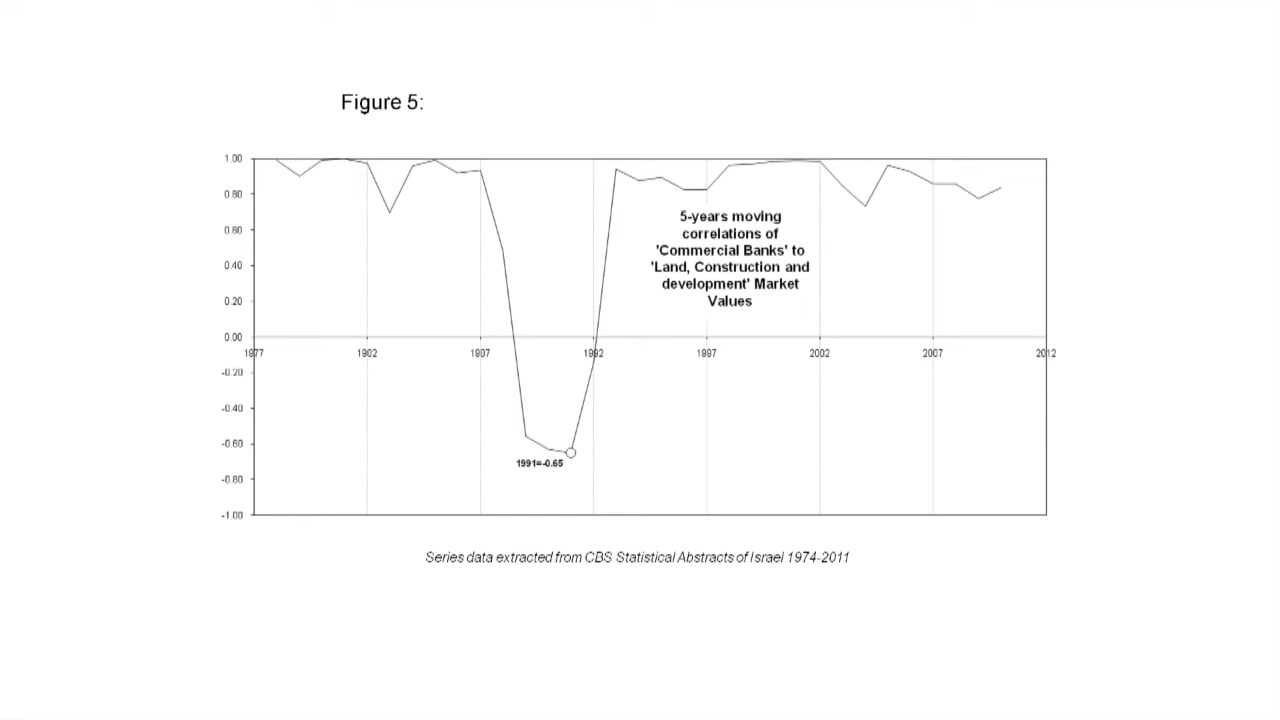 Figure 5:
1.00
0.80
0.60
0.40
0.20
0.00
-0.20
-0.40
-0.60
-0.80
-1.00
1977 1982 1987 1992 1997 2002 2007 2012
5-years moving
correlations of
'Commercial Banks' to
'Land, Construction and
development' Market
Values
1991=-0.65
Series data extracted from CBS Statistical Abstracts of Israel 1974-2011